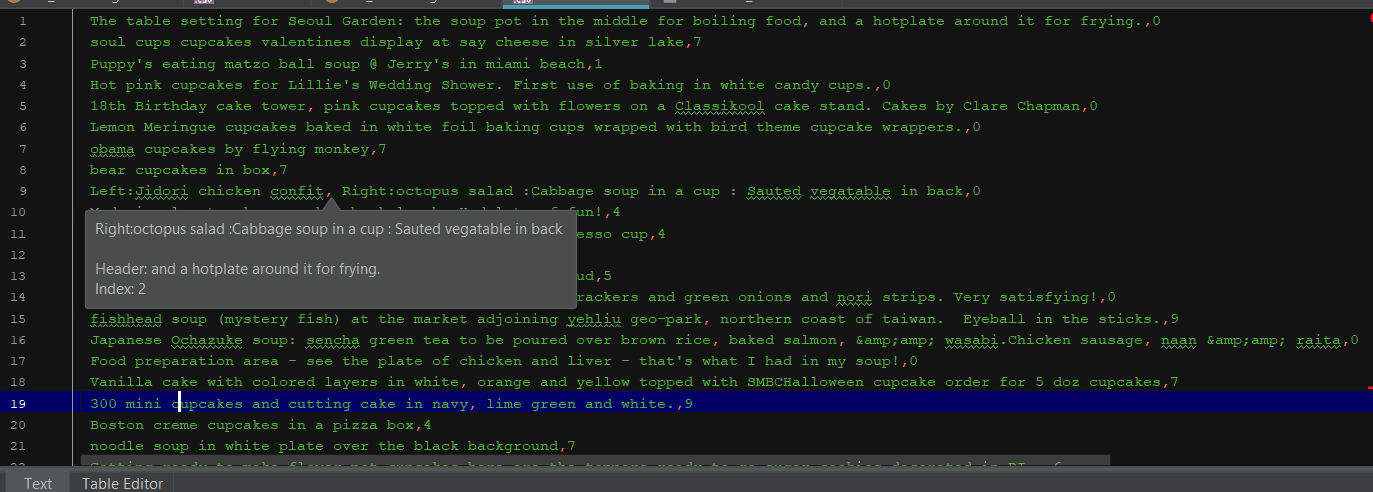 1 The table setting for Seoul Garden: the soup pot in the middle for boiling food, and a hotplate around it for frying.,0
2 soul cups cupcakes valentines display at say cheese in silver lake,7
3 Puppy's eating matzo ball soup @ Jerry's in miami beach,1
4 Hot pink cupcakes for Lillie's Wedding Shower. First use of baking in white candy cups.,0
5 18th Birthday cake tower, pink cupcakes topped with flowers on a Classikool cake stand. Cakes by Clare Chapman,0
6 Lemon Meringue cupcakes baked in white foil baking cups wrapped with bird theme cupcake wrappers.,0
7 obama cupcakes by flying monkey,7
8 bear cupcakes in box,7
9 Left:Jidori chicken confit, Right:octopus salad :Cabbage soup in a cup : Sauted vegatable in back,0
10 fun!,4
Right:octopus salad :Cabbage soup in a cup : Sauted vegatable in back
11 esso cup,4
12
Header: and a hotplate around it for frying.
13 ud,5
Index: 2
14 rackers and green onions and nori strips. Very satisfying!,0
15 fishhead soup (mystery fish) at the market adjoining yehliu geo-park, northern coast of taiwan.  Eyeball in the sticks.,9
16 Japanese Ochazuke soup: sencha green tea to be poured over brown rice, baked salmon, &amp;amp; wasabi.Chicken sausage, naan &amp;amp; raita,0
17 Food preparation area - see the plate of chicken and liver - that's what I had in my soup!,0
18 Vanilla cake with colored layers in white, orange and yellow topped with SMBCHalloween cupcake order for 5 doz cupcakes,7
19 300 mini cupcakes and cutting cake in navy, lime green and white.,9
20 Boston creme cupcakes in a pizza box,4
21 noodle soup in white plate over the black background,7
Text Table Editor